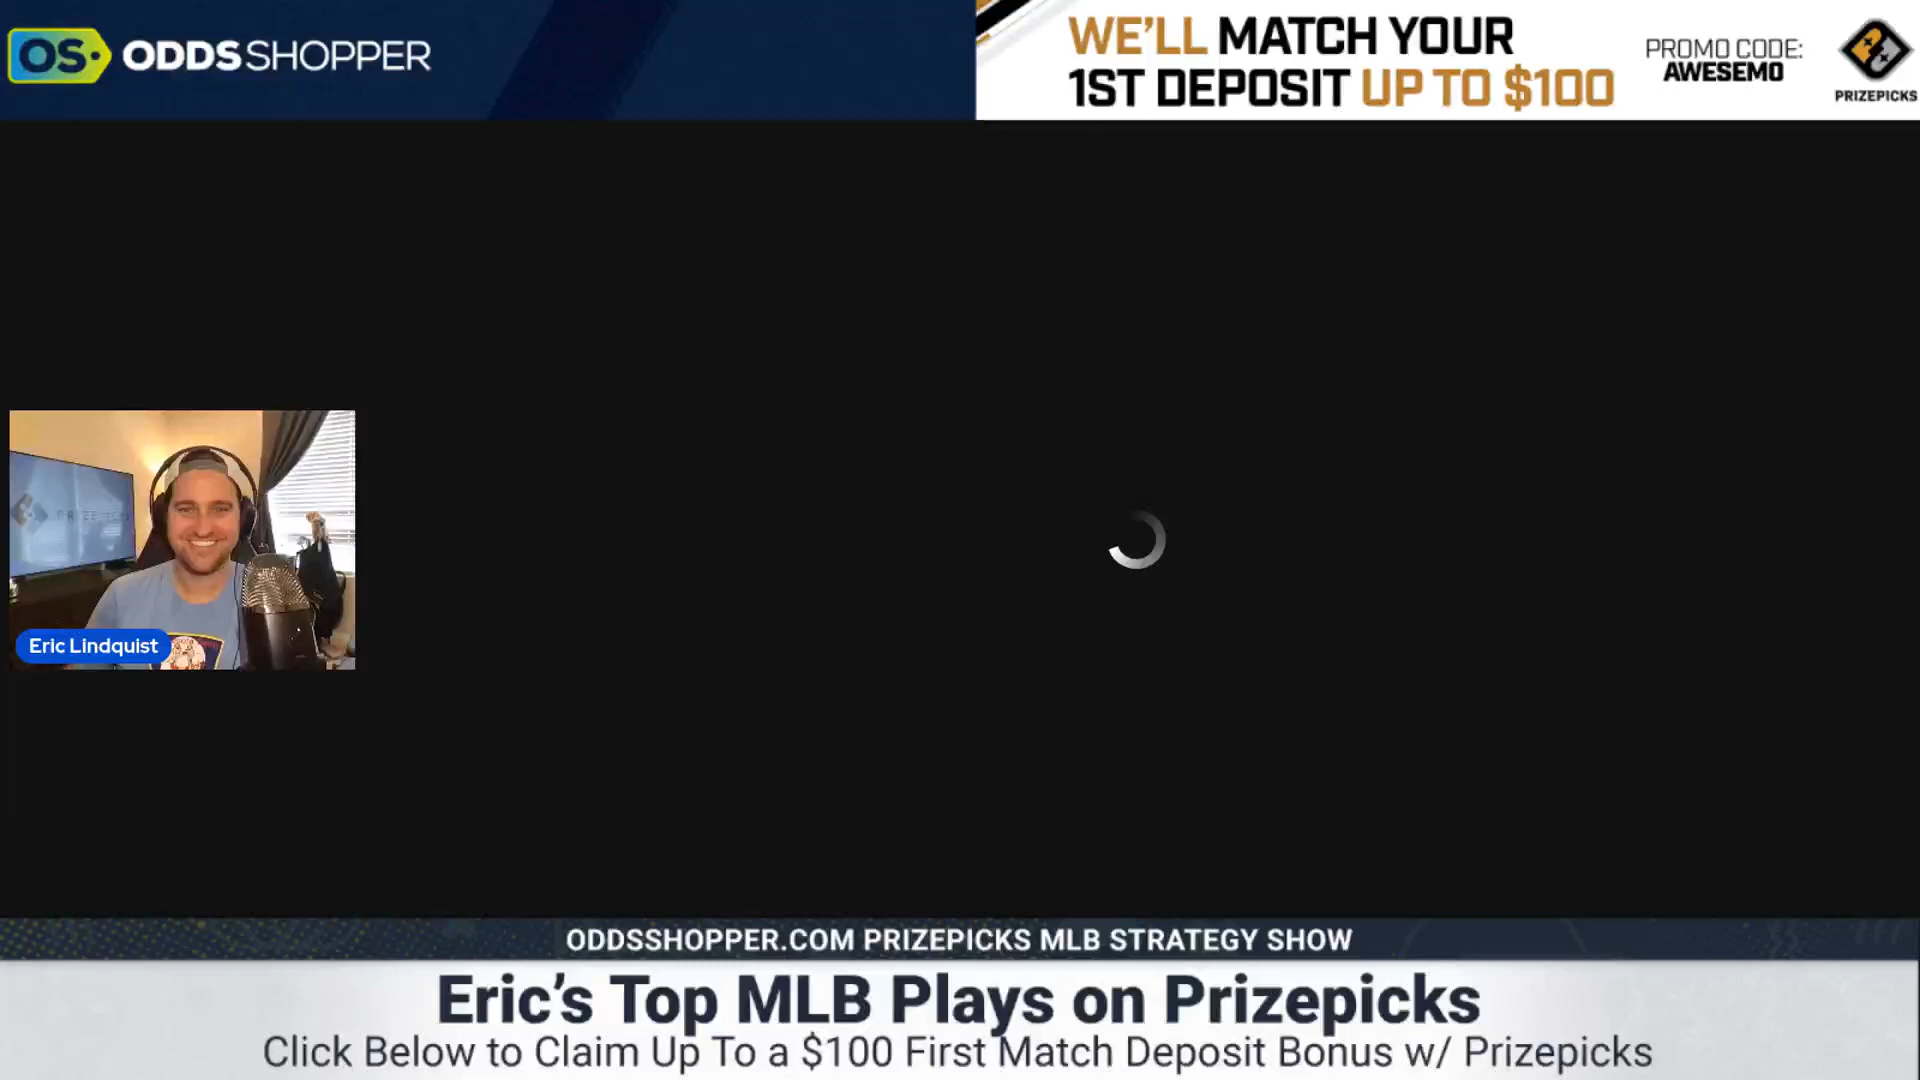 OS
ODDSSHOPPER
WE'LL MATCH YOUR
1ST DEPOSIT UP TO $100
PROMO CODE:
AWESEMO
PRIZEPICKS
Eric Lindquist
ODDSSHOPPER.COM PRIZEPICKS MLB STRATEGY SHOW
Eric's Top MLB Plays on Prizepicks
Click Below to Claim Up To a $100 First Match Deposit Bonus w/ Prizepicks